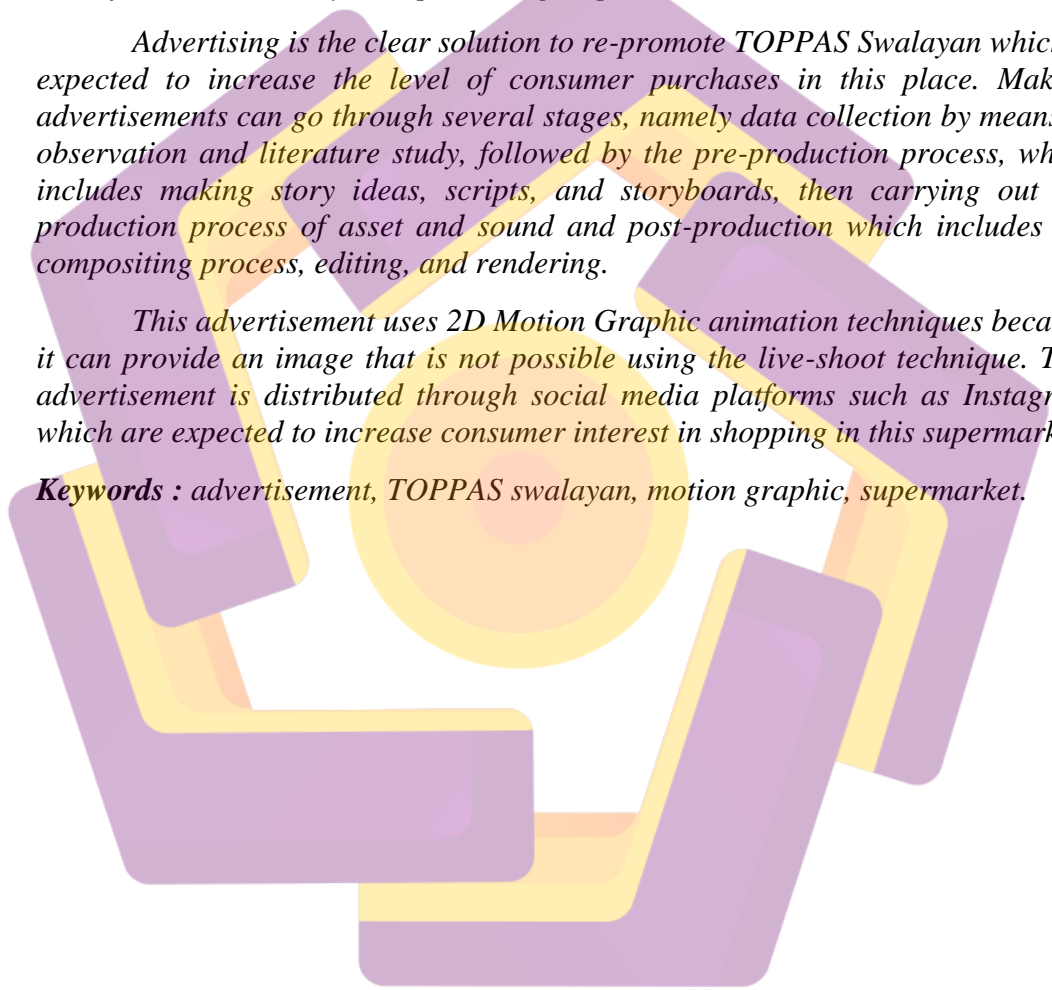 Advertising is the clear solution to re-promote TOPPAS Swalayan which
expected to increase the level of consumer purchases in this place. Mak
advertisements can go through several stages, namely data collection by means
observation and literature study, followed by the pre-production process, wh
includes making story ideas, scripts, and storyboards, then carrying out
production process of asset and sound and post-production which includes
compositing process, editing, and rendering.
This advertisement uses 2D Motion Graphic animation techniques beca
it can provide an image that is not possible using the live-shoot technique. T
advertisement is distributed through social media platforms such as Instagr
which are expected to increase consumer interest in shopping in this supermark
Keywords : advertisement, TOPPAS swalayan, motion graphic, supermarket.